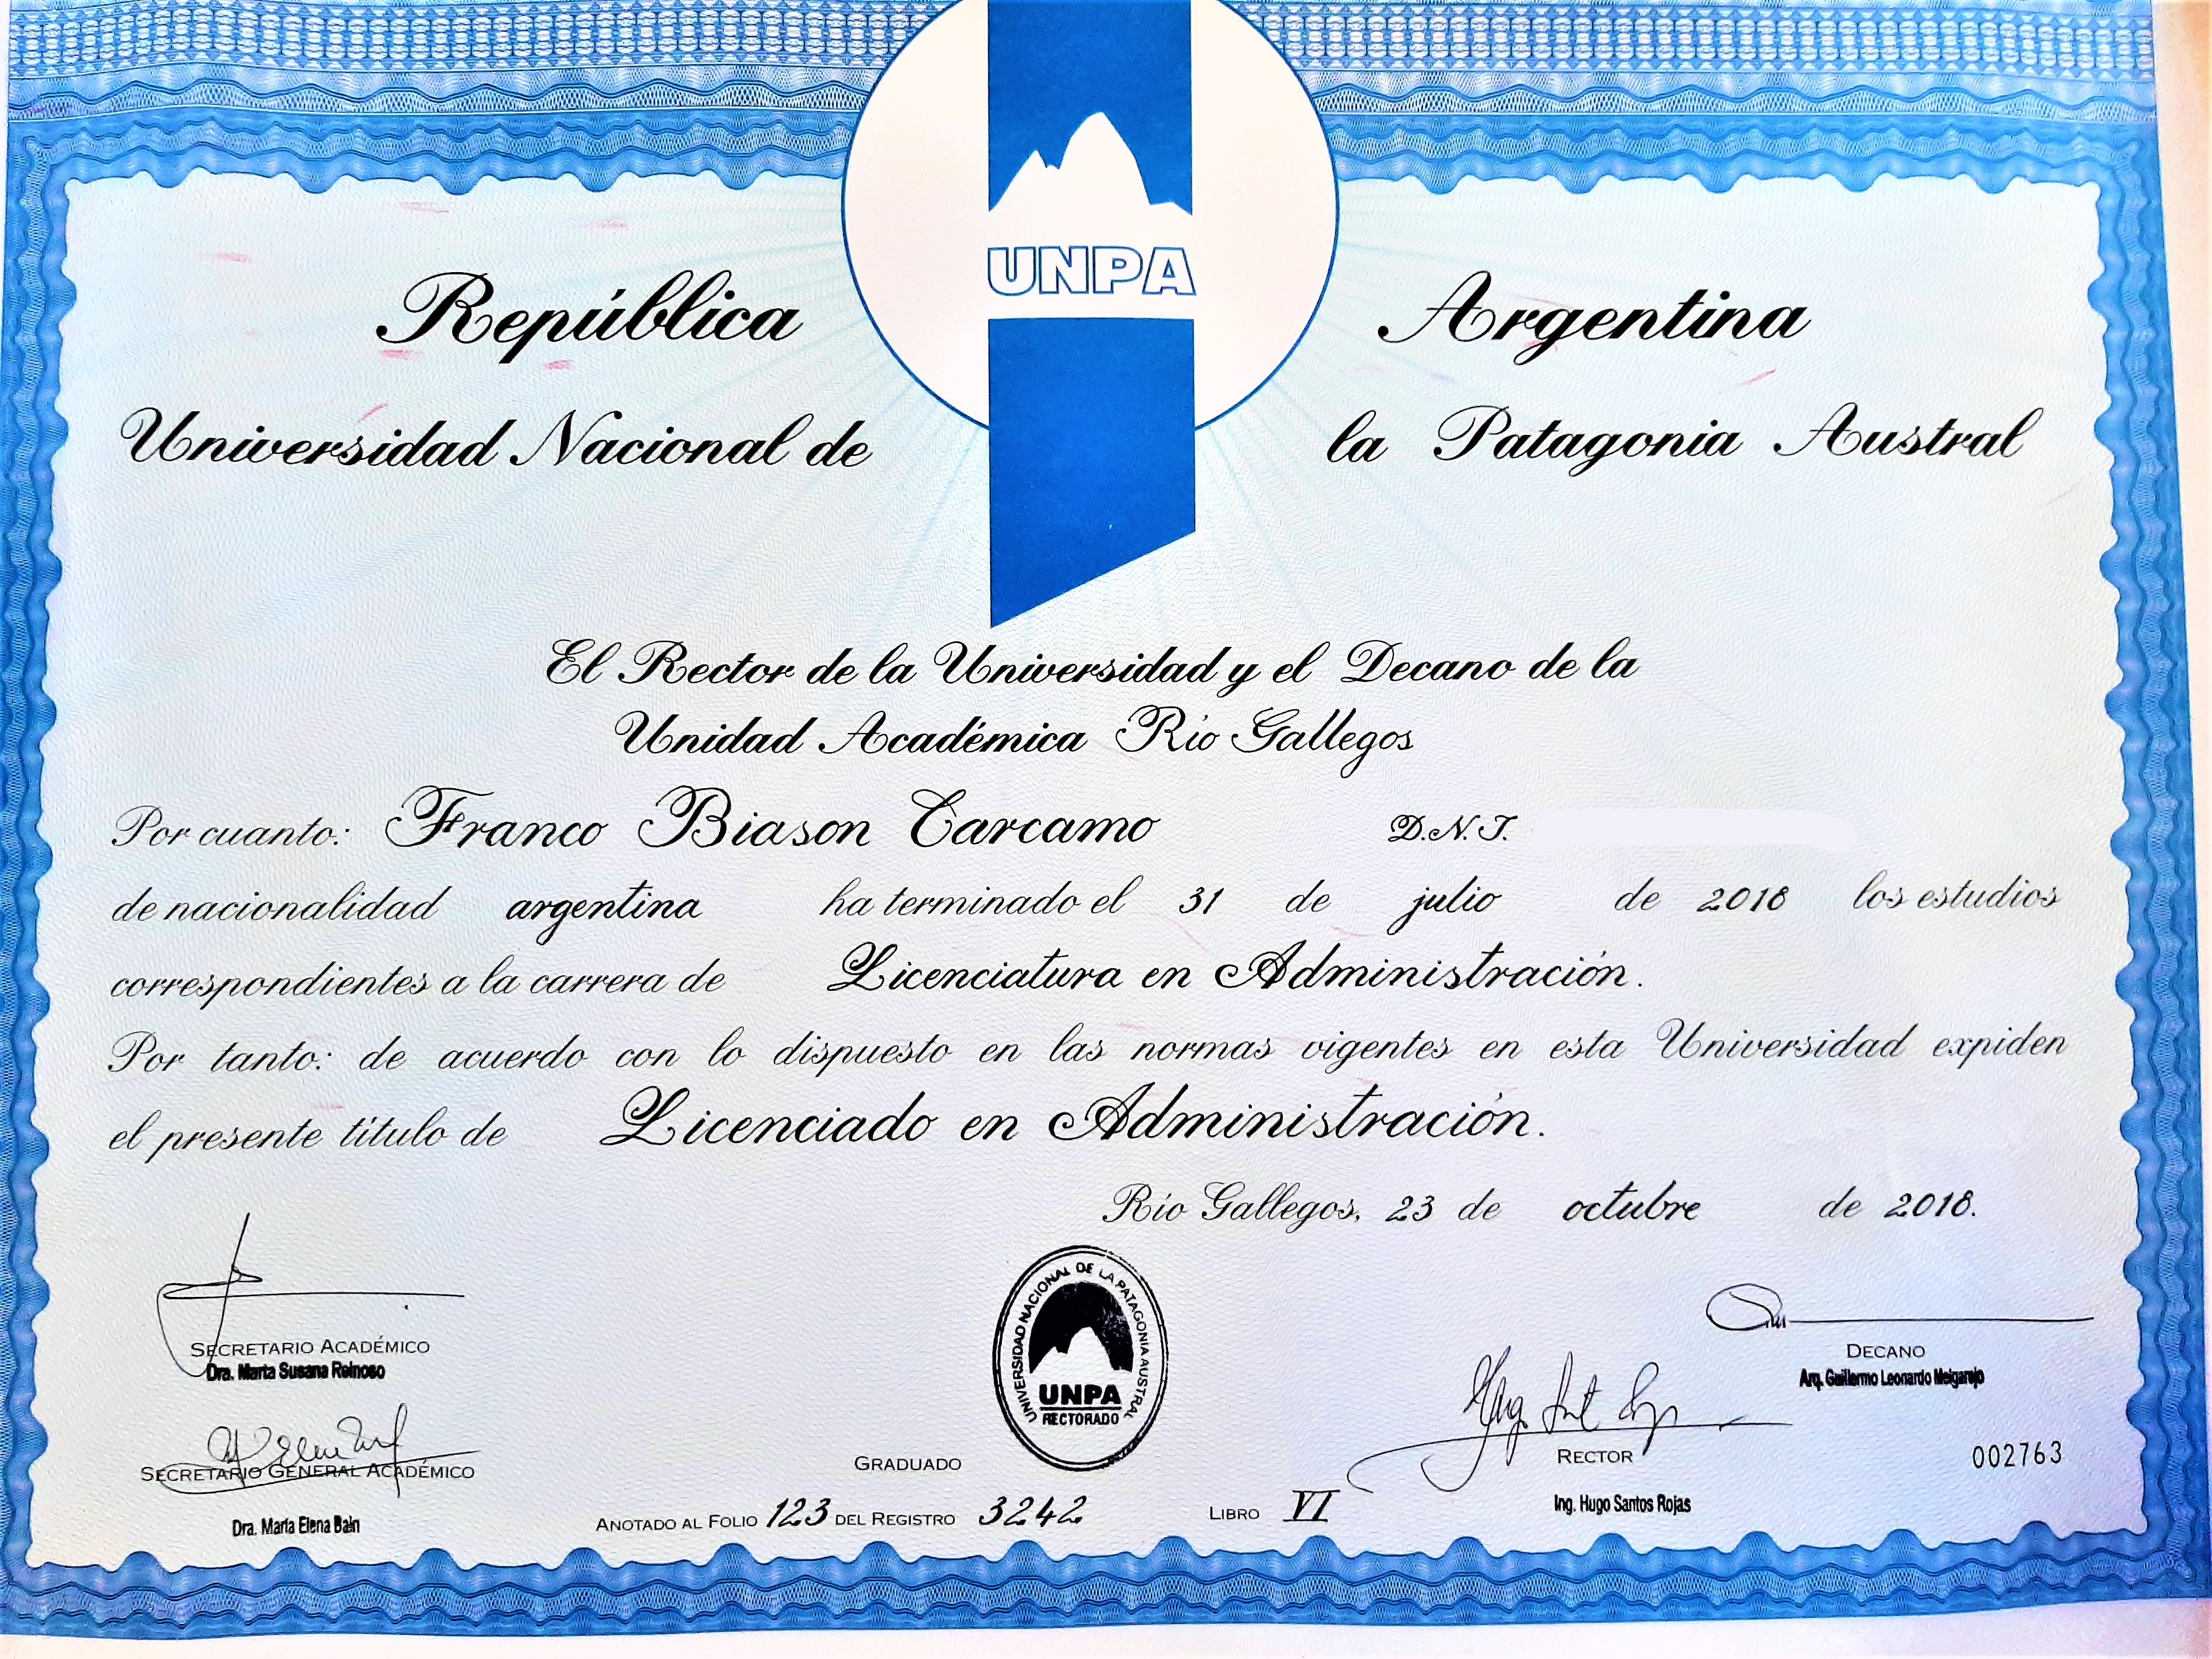 UNPA
República Argentina
Universidad Nacional de la Patagonia Austral
El Rector de la Universidad y el Decano de la
Unidad Académica Río Gallegos
Por cuanto: Franco Biason Carcamo D.N.I.
de nacionalidad argentina ha terminado el 31 de julio de 2018 los estudios
correspondientes a la carrera de Licenciatura en Administración.
Por tanto: de acuerdo con lo dispuesto en las normas vigentes en esta Universidad expiden
el presente título de Licenciado en Administración.
Río Gallegos, 23 de octubre de 2018.
SECRETARIO ACADÉMICO
Dra. Marta Susana Reinoso
SECRETARIO GENERAL ACADÉMICO
Dra. María Elena Bain
UNIVERSIDAD NACIONAL DE LA PATAGONIA AUSTRAL
UNPA
RECTORADO
DECANO
Arq. Guillermo Leonardo Melgarejo
RECTOR
Ing. Hugo Santos Rojas
002763
GRADUADO
ANOTADO AL FOLIO 123 DEL REGISTRO 3242 LIBRO VI